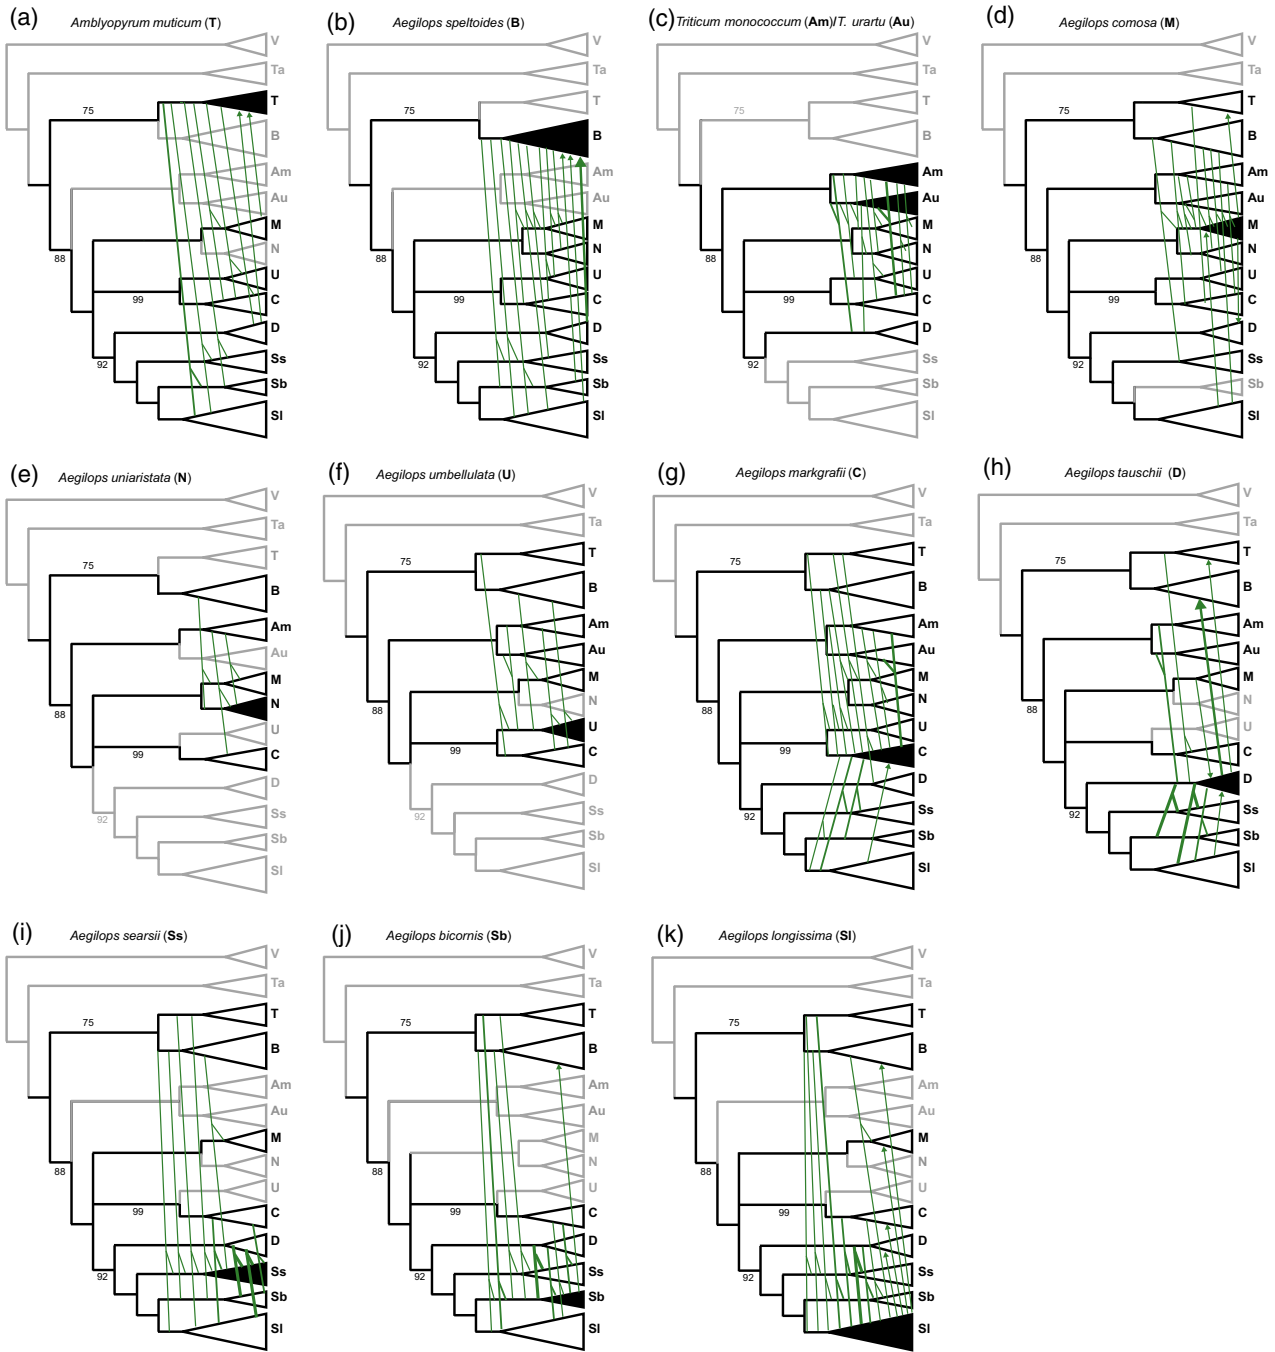 (a)
Amblyopyrum muticum (T)
V
Ta
75
T
B
Am
Au
M
N
88
U
99
C
D
92
Ss
Sb
Sl
(b)
Aegilops speltoides (B)
V
Ta
75
T
B
Am
Au
M
N
88
U
99
C
D
92
Ss
Sb
Sl
(c)
Triticum monococcum (Am)/T. urartu (Au)
V
Ta
75
T
B
Am
Au
M
N
88
U
99
C
D
92
Ss
Sb
Sl
(d)
Aegilops comosa (M)
V
Ta
75
T
B
Am
Au
M
N
88
U
99
C
D
92
Ss
Sb
Sl
(e)
Aegilops uniaristata (N)
V
Ta
75
T
B
Am
Au
M
N
88
U
99
C
D
92
Ss
Sb
Sl
(f)
Aegilops umbellulata (U)
V
Ta
75
T
B
Am
Au
M
N
88
U
99
C
D
92
Ss
Sb
Sl
(g)
Aegilops markgrafii (C)
V
Ta
75
T
B
Am
Au
M
N
88
U
99
C
D
92
Ss
Sb
Sl
(h)
Aegilops tauschii (D)
V
Ta
75
T
B
Am
Au
M
N
88
U
99
C
D
92
Ss
Sb
Sl
(i)
Aegilops searsii (Ss)
V
Ta
75
T
B
Am
Au
M
N
88
U
99
C
D
92
Ss
Sb
Sl
(j)
Aegilops bicornis (Sb)
V
Ta
75
T
B
Am
Au
M
N
88
U
99
C
D
92
Ss
Sb
Sl
(k)
Aegilops longissima (Sl)
V
Ta
75
T
B
Am
Au
M
N
88
U
99
C
D
92
Ss
Sb
Sl